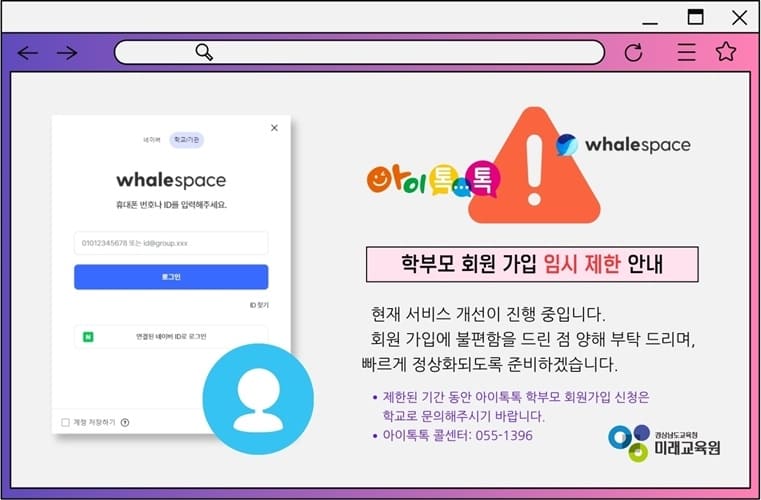 네이버 학교/기관
whalespace
휴대폰 번호나 ID를 입력해주세요.
01012345678 또는 id@group.xxx
로그인
ID 찾기
N 연결된 네이버 ID로 로그인
계정 저장하기 ?
아이톡톡
whalespace
학부모 회원 가입 임시 제한 안내
현재 서비스 개선이 진행 중입니다.
회원 가입에 불편함을 드린 점 양해 부탁 드리며,
빠르게 정상화되도록 준비하겠습니다.
• 제한된 기간 동안 아이톡톡 학부모 회원가입 신청은
학교로 문의해주시기 바랍니다.
• 아이톡톡 콜센터: 055-1396
경상남도교육청
미래교육원